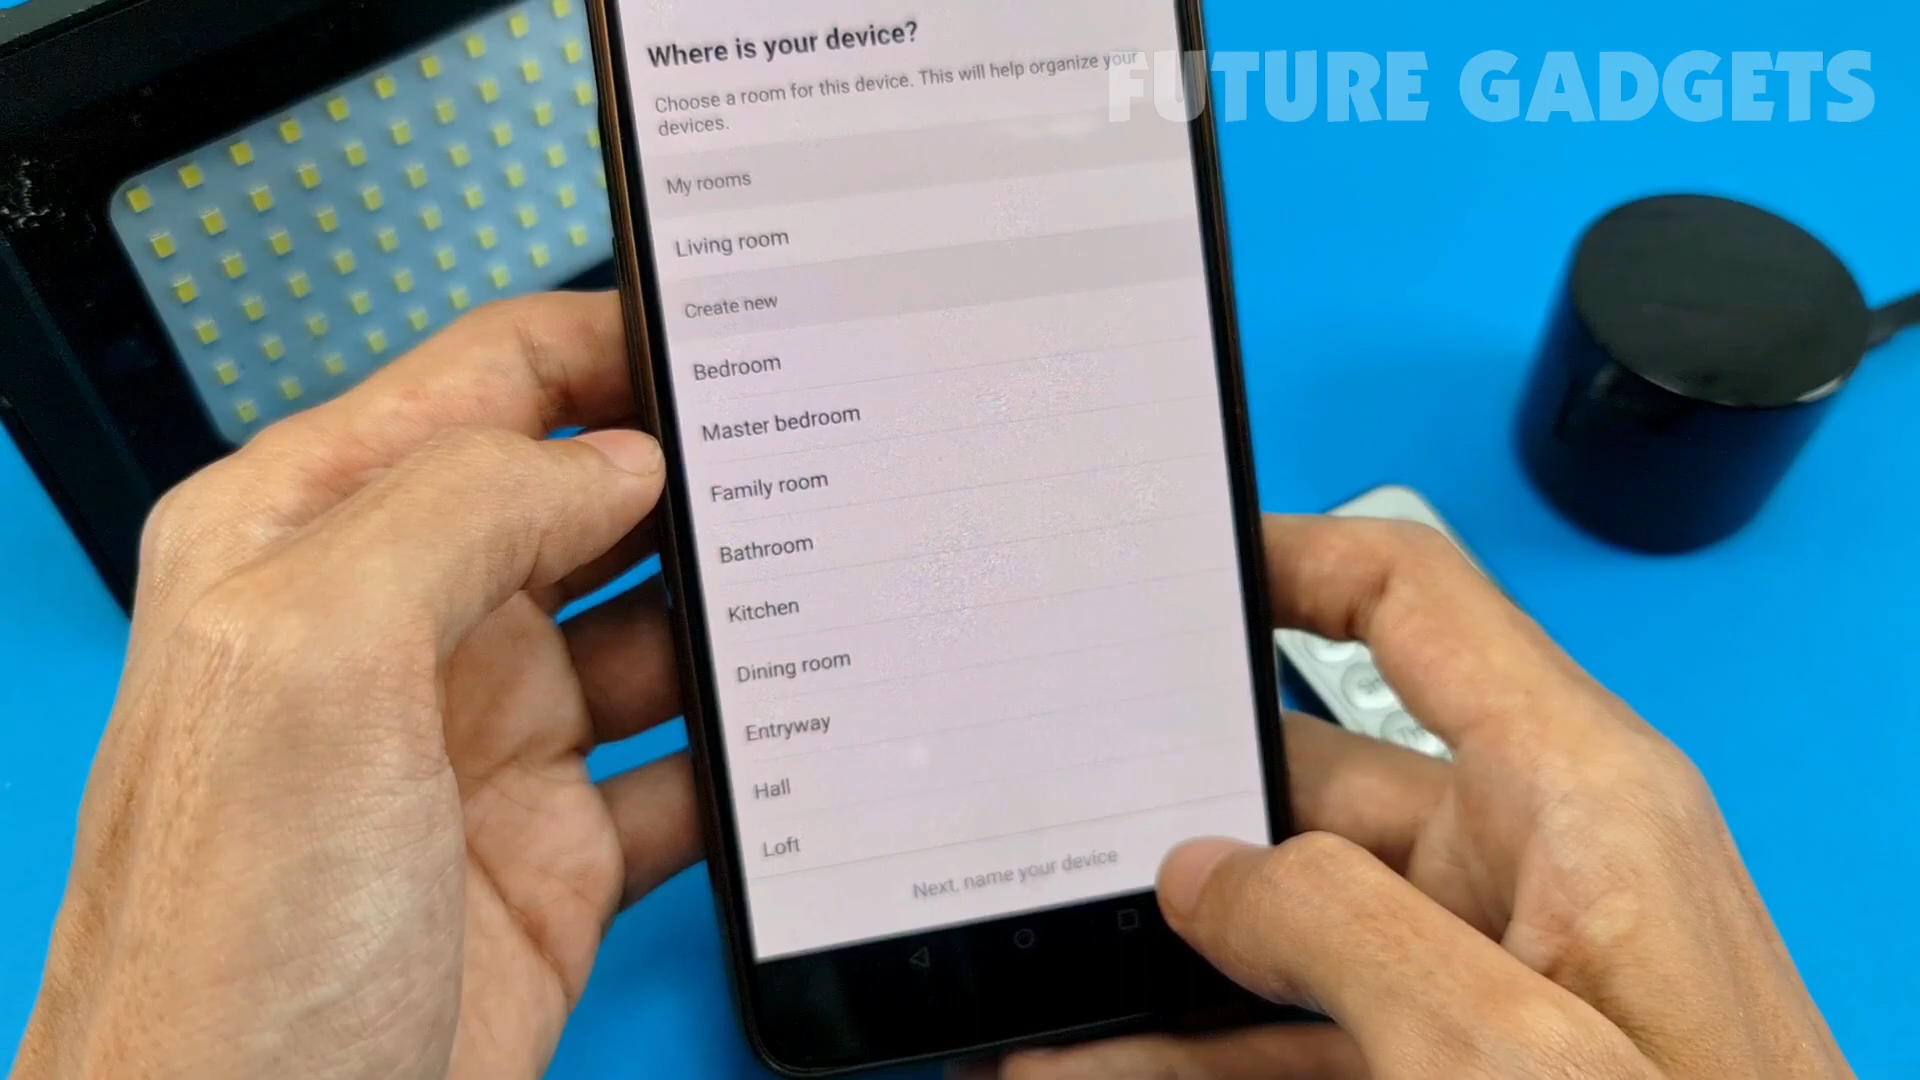 FUTURE GADGETS
Where is your device?
Choose a room for this device. This will help organize your
devices.
My rooms
Living room
Create new
Bedroom
Master bedroom
Family room
Bathroom
Kitchen
Dining room
Entryway
Hall
Loft
Next, name your device